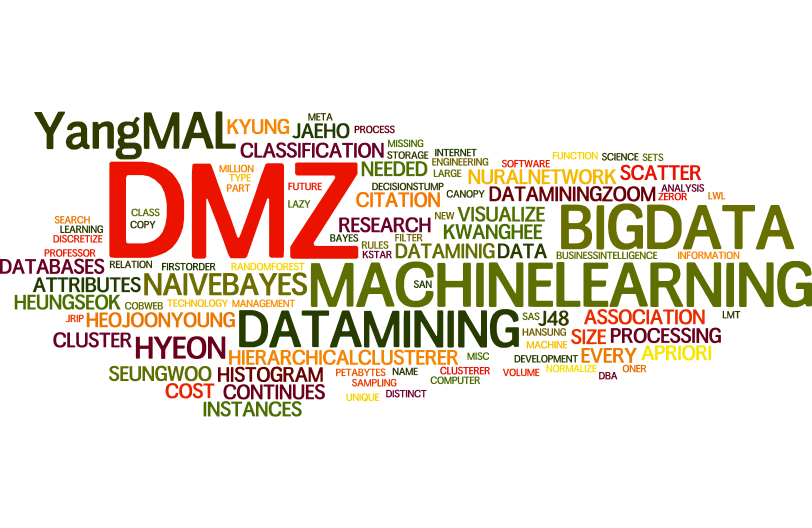 META
YangMAL KYUNG JAEHO PROCESS
CLASSIFICATION MISSING
STORAGE INTERNET
MILLION NEEDED ENGINEERING SOFTWARE FUNCTION SCIENCE SETS
TYPE LARGE NURALNETWORK SCATTER
PART FUTURE DECISIONSTUMP
DMZ LAZY CITATION CANOPY DATAMININGZOOM ANALYSIS
ZEROR LWL
CLASS
COPY
SEARCH
LEARNING
DISCRETIZE
RESEARCH NEW VISUALIZE BIGDATA
KWANGHEE
BAYES RULES FILTER
KSTAR DATAMINIG DATA BUSINESSINTELLIGENCE INFORMATION
PROFESSOR
DATABASES RELATION FIRSTORDER RANDOMFOREST
ATTRIBUTES NAIVEBAYES MACHINELEARNING
SAN
HEUNGSEOK COBWEB TECHNOLOGY MANAGEMENT
JRIP HEOJOONYOUNG DATAMINING SAS J48 ASSOCIATION LMT
HANSUNG
CLUSTER HYEON MACHINE SIZE PROCESSING
HIERARCHICALCLUSTERER MISC DEVELOPMENT EVERY APRIORI
SEUNGWOO HISTOGRAM PETABYTES NAME CLUSTERER VOLUME NORMALIZE ONER
SAMPLING COMPUTER DBA
COST CONTINUES UNIQUE DISTINCT
INSTANCES